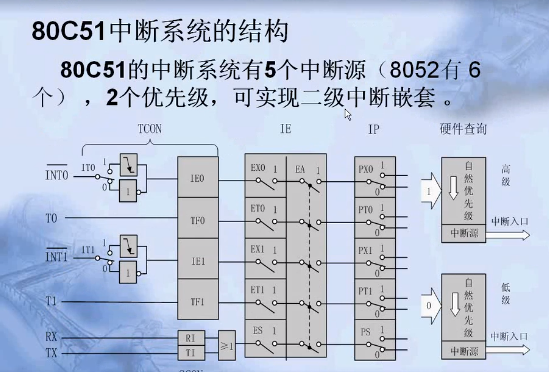 80C51中断系统的结构
80C51的中断系统有5个中断源（8052有 6
个），2个优先级，可实现二级中断嵌套 。
TCON IE IP 硬件查询
INT0 IT0 1 0 1 IE0 EX0 1 EA 1 PX0 1 0 1 自然优先级 高级
T0 TF0 ET0 1 PT0 1 0 中断源 中断入口
INT1 IT1 1 0 1 IE1 EX1 1 PX1 1 0
T1 TF1 ET1 1 PT1 1 0 0 自然优先级 低级
RX RI ≥1 ES 1 PS 1 0 中断源 中断入口
TX TI